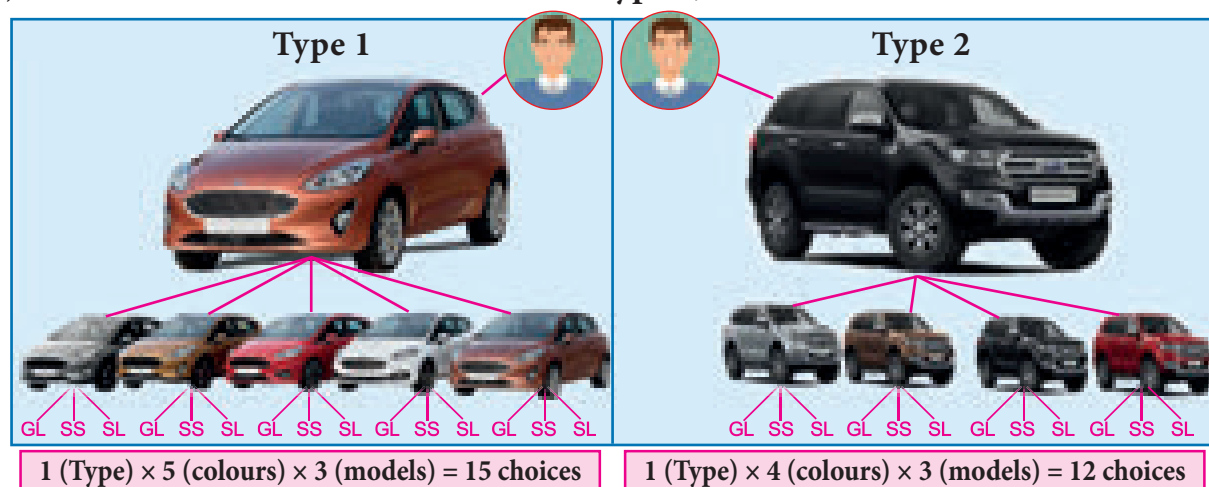 Type 1
Type 2
GL SS SL GL SS SL GL SS SL GL SS SL GL SS SL
GL SS SL GL SS SL GL SS SL GL SS SL
1 (Type) × 5 (colours) × 3 (models) = 15 choices
1 (Type) × 4 (colours) × 3 (models) = 12 choices